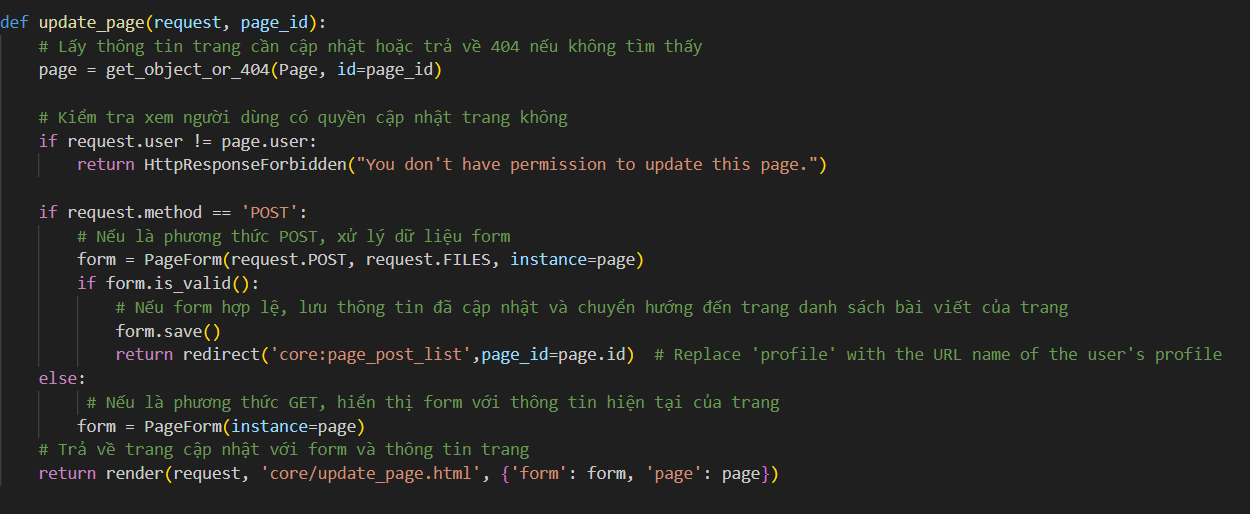 def update_page(request, page_id):
    # Lấy thông tin trang cần cập nhật hoặc trả về 404 nếu không tìm thấy
    page = get_object_or_404(Page, id=page_id)

    # Kiểm tra xem người dùng có quyền cập nhật trang không
    if request.user != page.user:
        return HttpResponseForbidden("You don't have permission to update this page.")

    if request.method == 'POST':
        # Nếu là phương thức POST, xử lý dữ liệu form
        form = PageForm(request.POST, request.FILES, instance=page)
        if form.is_valid():
            # Nếu form hợp lệ, lưu thông tin đã cập nhật và chuyển hướng đến trang danh sách bài viết của trang
            form.save()
            return redirect('core:page_post_list',page_id=page.id)  # Replace 'profile' with the URL name of the user's profile
    else:
         # Nếu là phương thức GET, hiển thị form với thông tin hiện tại của trang
        form = PageForm(instance=page)
    # Trả về trang cập nhật với form và thông tin trang
    return render(request, 'core/update_page.html', {'form': form, 'page': page})